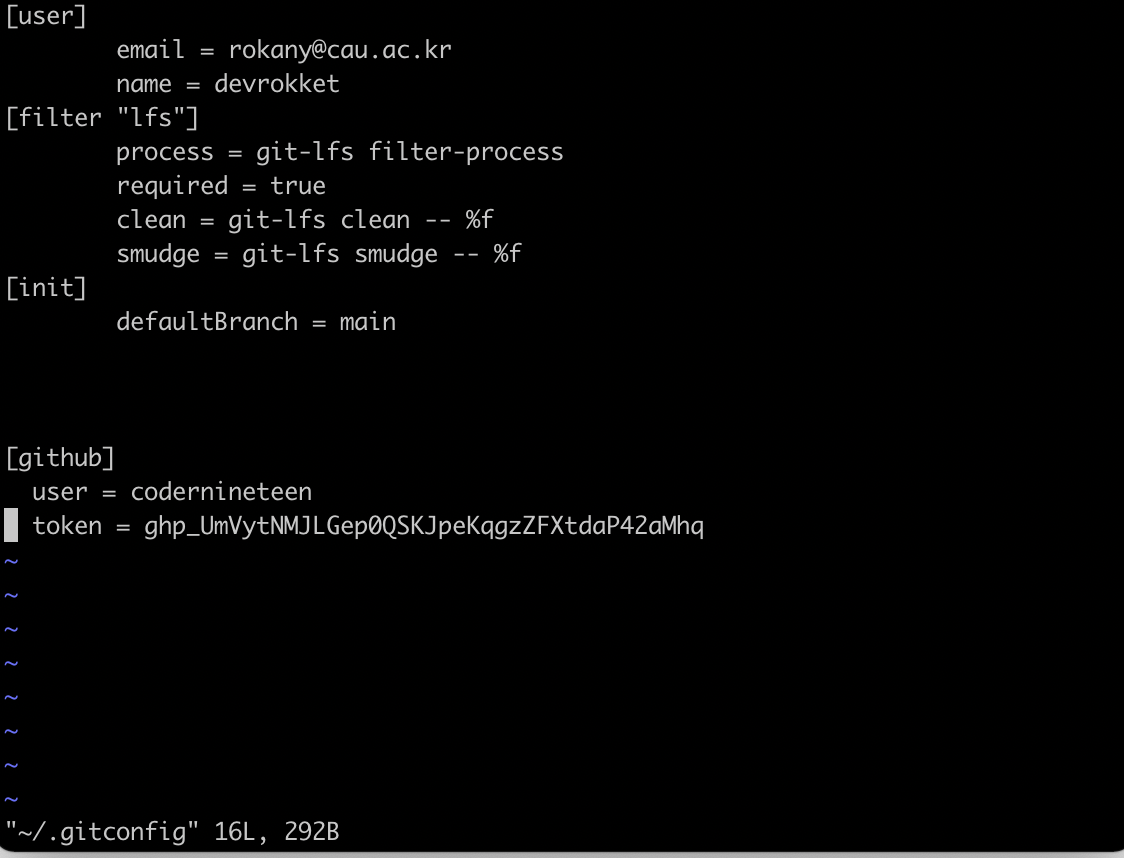 [user]
        email = rokany@cau.ac.kr
        name = devrokket
[filter "lfs"]
        process = git-lfs filter-process
        required = true
        clean = git-lfs clean -- %f
        smudge = git-lfs smudge -- %f
[init]
        defaultBranch = main
[github]
  user = codernineteen
  token = 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
~
~
~
~
~
~
~
~
"~/.gitconfig" 16L, 292B